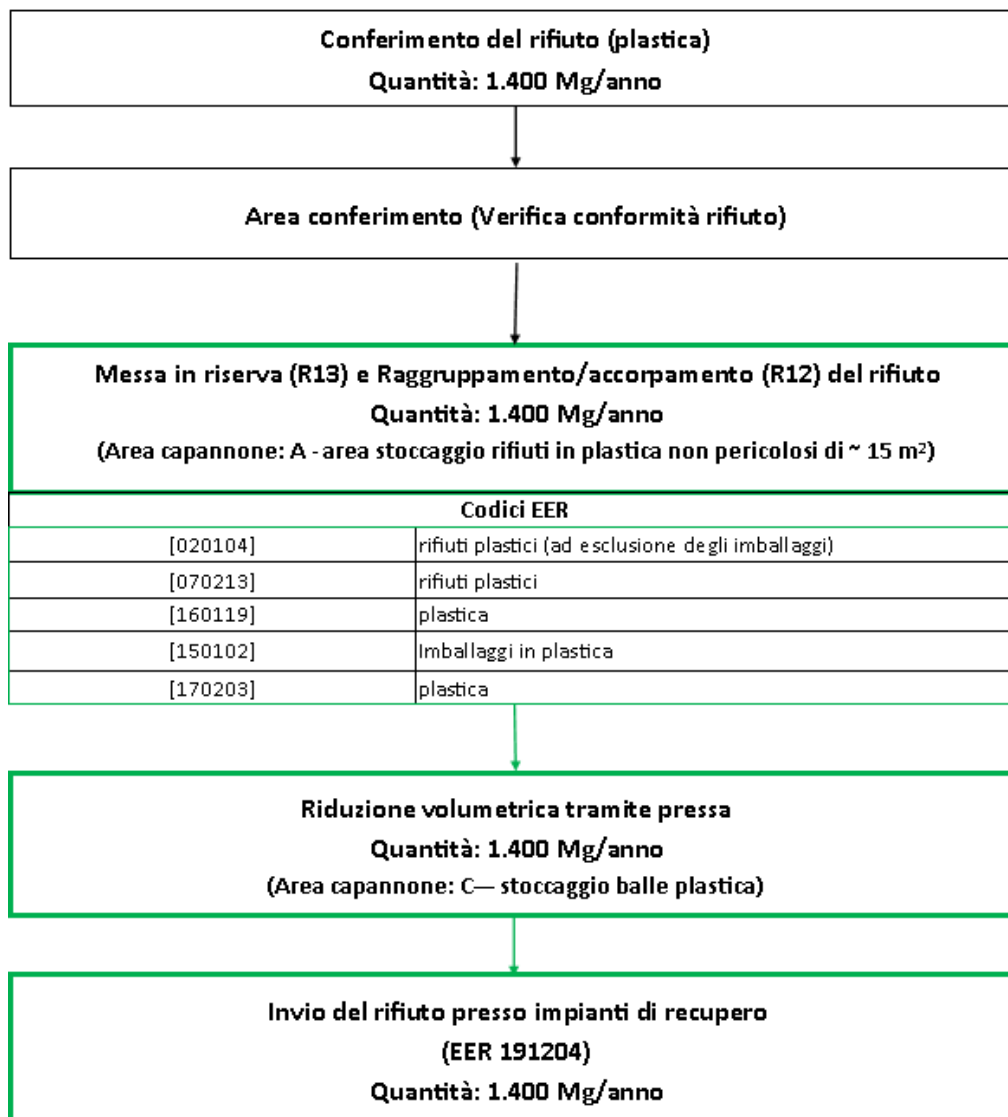 Conferimento del rifiuto (plastica)
Quantità: 1.400 Mg/anno
Area conferimento (Verifica conformità rifiuto)
Messa in riserva (R13) e Raggruppamento/accorpamento (R12) del rifiuto
Quantità: 1.400 Mg/anno
(Area capannone: A - area stoccaggio rifiuti in plastica non pericolosi di ~ 15 m²)
Codici EER
[020104] rifiuti plastici (ad esclusione degli imballaggi)
[070213] rifiuti plastici
[160119] plastica
[150102] Imballaggi in plastica
[170203] plastica
Riduzione volumetrica tramite pressa
Quantità: 1.400 Mg/anno
(Area capannone: C— stoccaggio balle plastica)
Invio del rifiuto presso impianti di recupero
(EER 191204)
Quantità: 1.400 Mg/anno